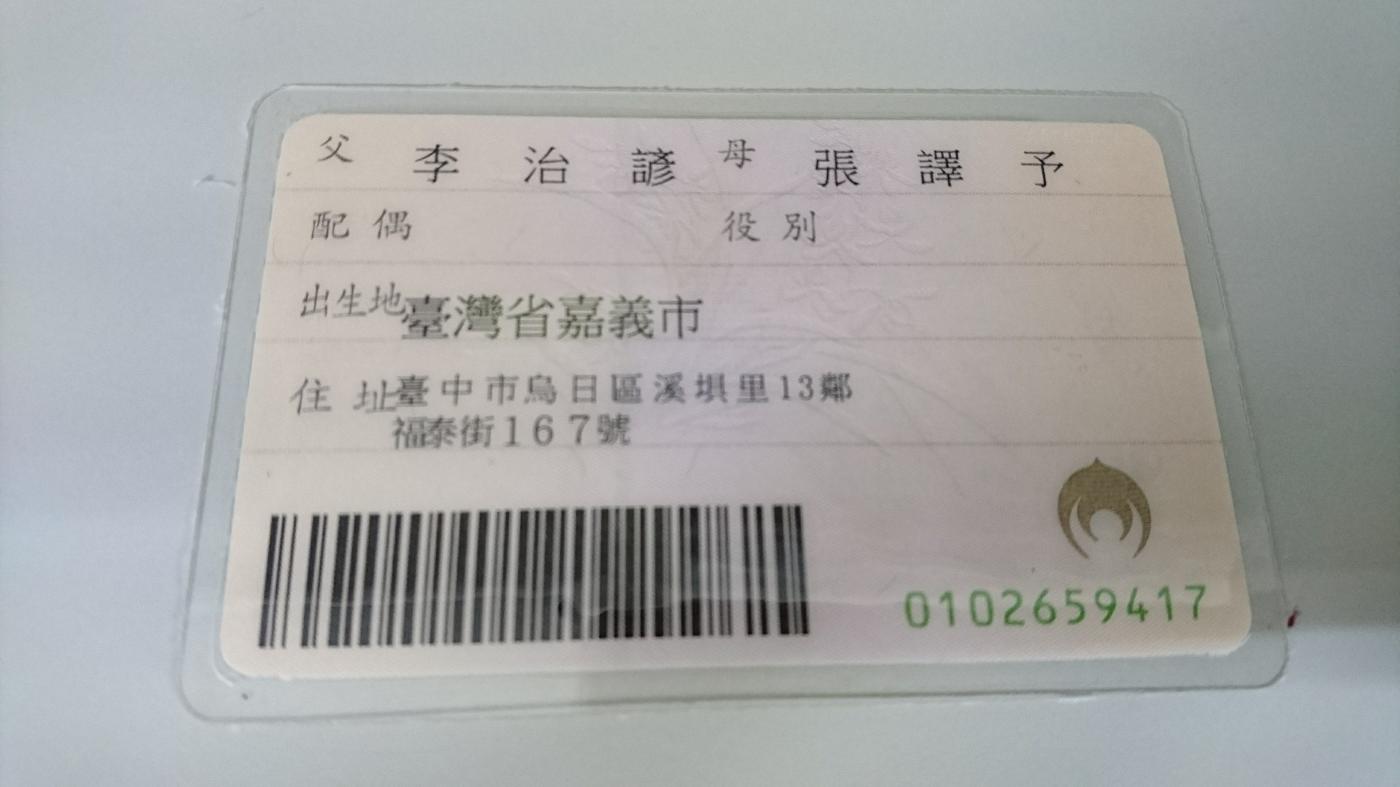 父 李治諺 母 張譯予
配偶 役別
出生地臺灣省嘉義市
住址臺中市烏日區溪埧里13鄰
福泰街167號
0102659417